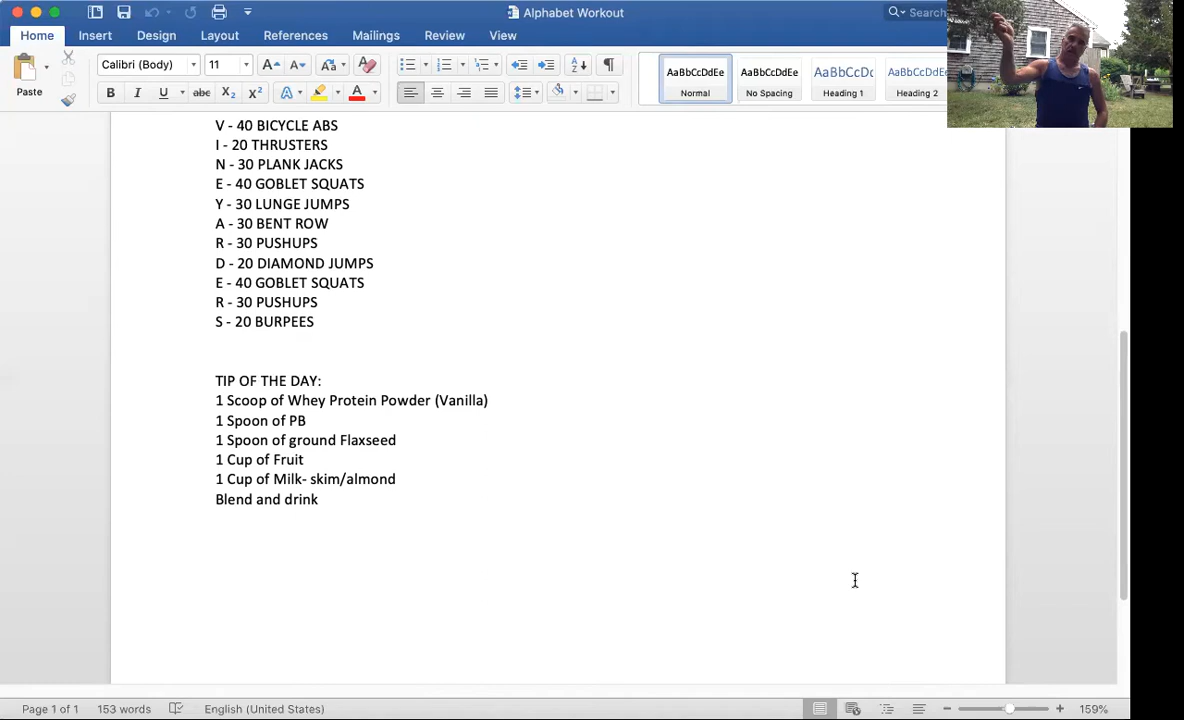 Alphabet Workout
Search
Home Insert Design Layout References Mailings Review View
Paste
Calibri (Body) 11
AaBbCcDdEe AaBbCcDdEe AaBbCcDc AaBbCcDdEe
Normal No Spacing Heading 1 Heading 2
V - 40 BICYCLE ABS
I - 20 THRUSTERS
N - 30 PLANK JACKS
E - 40 GOBLET SQUATS
Y - 30 LUNGE JUMPS
A - 30 BENT ROW
R - 30 PUSHUPS
D - 20 DIAMOND JUMPS
E - 40 GOBLET SQUATS
R - 30 PUSHUPS
S - 20 BURPEES
TIP OF THE DAY:
1 Scoop of Whey Protein Powder (Vanilla)
1 Spoon of PB
1 Spoon of ground Flaxseed
1 Cup of Fruit
1 Cup of Milk- skim/almond
Blend and drink
Page 1 of 1 153 words English (United States) 159%